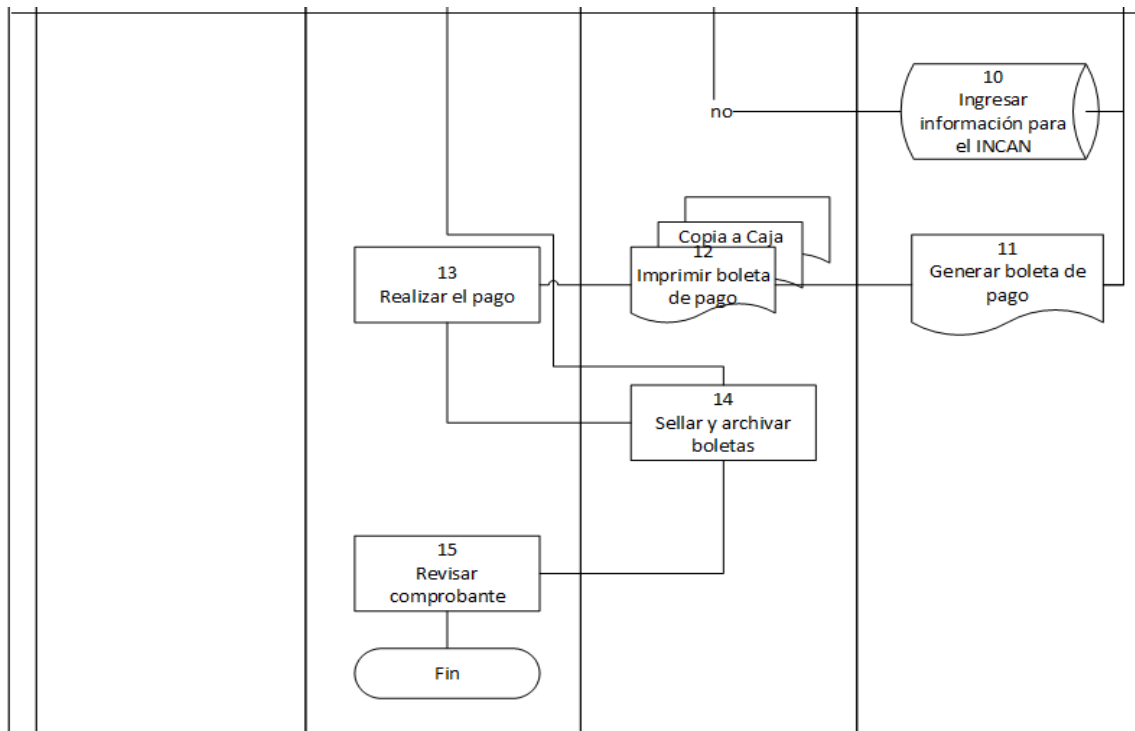 10
Ingresar
información para
el INCAN
no
Copia a Caja
12
Imprimir boleta
de pago
11
Generar boleta de
pago
13
Realizar el pago
14
Sellar y archivar
boletas
15
Revisar
comprobante
Fin